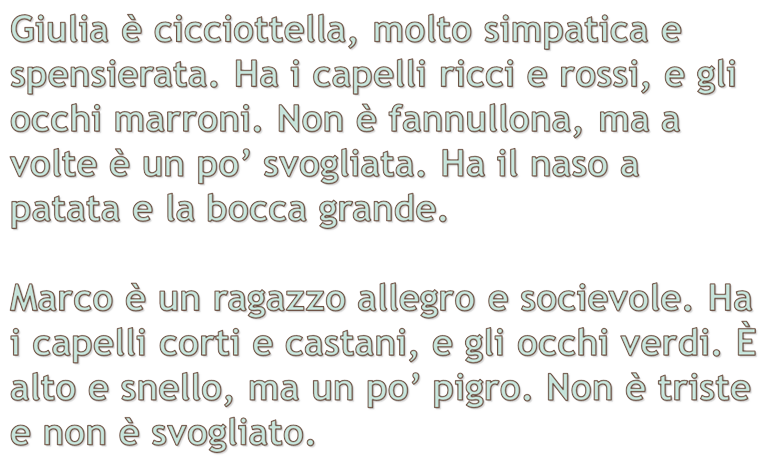 Giulia è cicciottella, molto simpatica e
spensierata. Ha i capelli ricci e rossi, e gli
occhi marroni. Non è fannullona, ma a
volte è un po’ svogliata. Ha il naso a
patata e la bocca grande.
Marco è un ragazzo allegro e socievole. Ha
i capelli corti e castani, e gli occhi verdi. È
alto e snello, ma un po’ pigro. Non è triste
e non è svogliato.